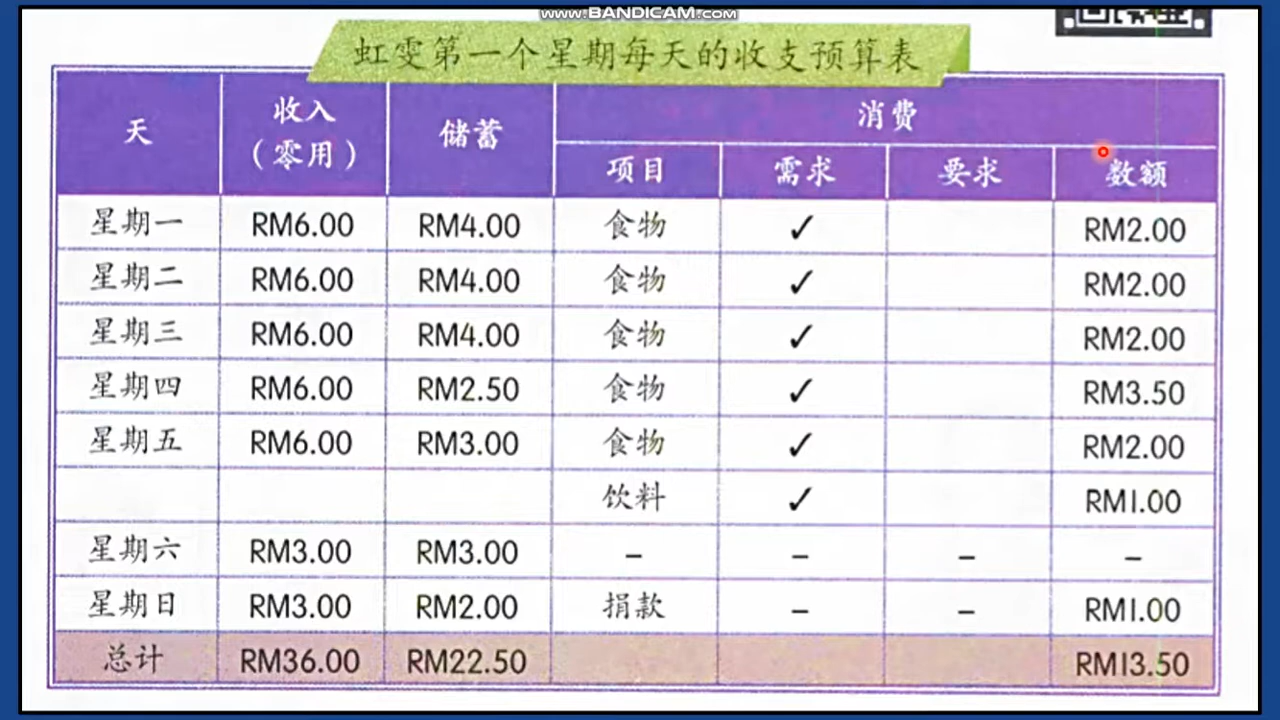 www.BANDICAM.com
虹雯第一个星期每天的收支预算表
天 收入（零用） 储蓄 消费
项目 需求 要求 数额
星期一 RM6.00 RM4.00 食物 ✓ RM2.00
星期二 RM6.00 RM4.00 食物 ✓ RM2.00
星期三 RM6.00 RM4.00 食物 ✓ RM2.00
星期四 RM6.00 RM2.50 食物 ✓ RM3.50
星期五 RM6.00 RM3.00 食物 ✓ RM2.00
饮料 ✓ RM1.00
星期六 RM3.00 RM3.00 – – – –
星期日 RM3.00 RM2.00 捐款 – – RM1.00
总计 RM36.00 RM22.50 RM13.50